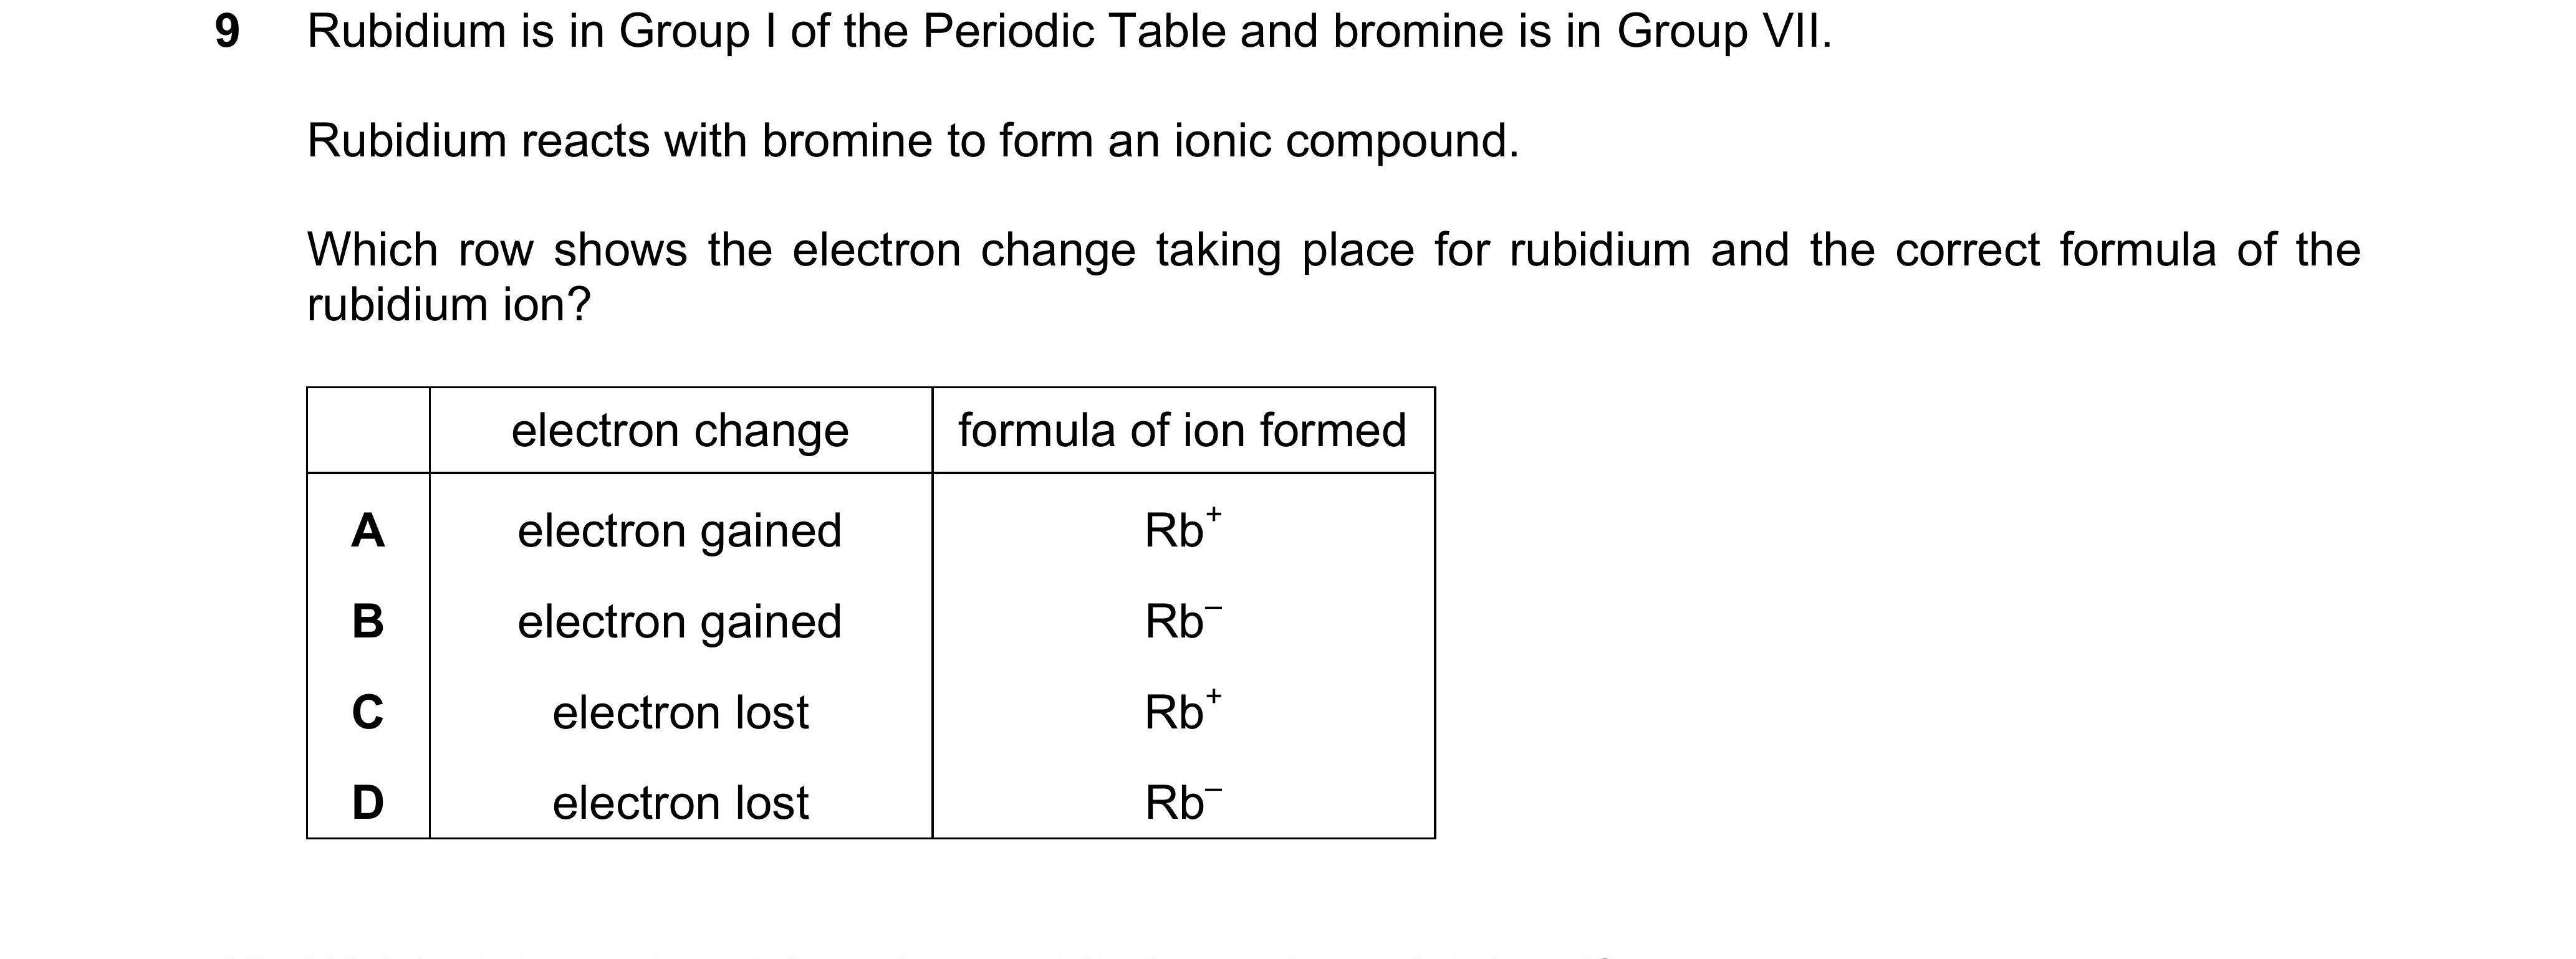 9 Rubidium is in Group I of the Periodic Table and bromine is in Group VII.
Rubidium reacts with bromine to form an ionic compound.
Which row shows the electron change taking place for rubidium and the correct formula of the
rubidium ion?
electron change formula of ion formed
A electron gained Rb⁺
B electron gained Rb⁻
C electron lost Rb⁺
D electron lost Rb⁻